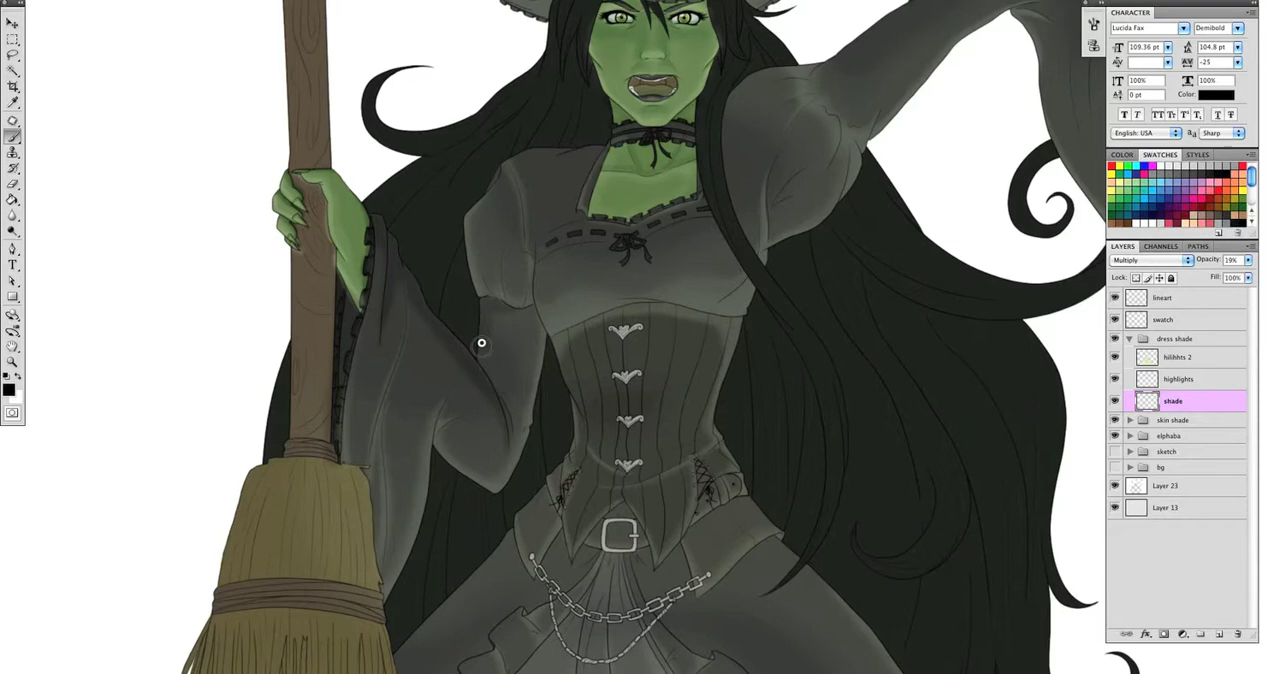 CHARACTER
Lucida Fax
Demibold
109.36 pt
104.8 pt
-25
100%
100%
0 pt
Color:
English: USA
Sharp
COLOR SWATCHES STYLES
LAYERS CHANNELS PATHS
Multiply
Opacity: 19%
Lock:
Fill: 100%
lineart
swatch
dress shade
hilihhts 2
highlights
shade
skin shade
elphaba
sketch
bg
Layer 23
Layer 13